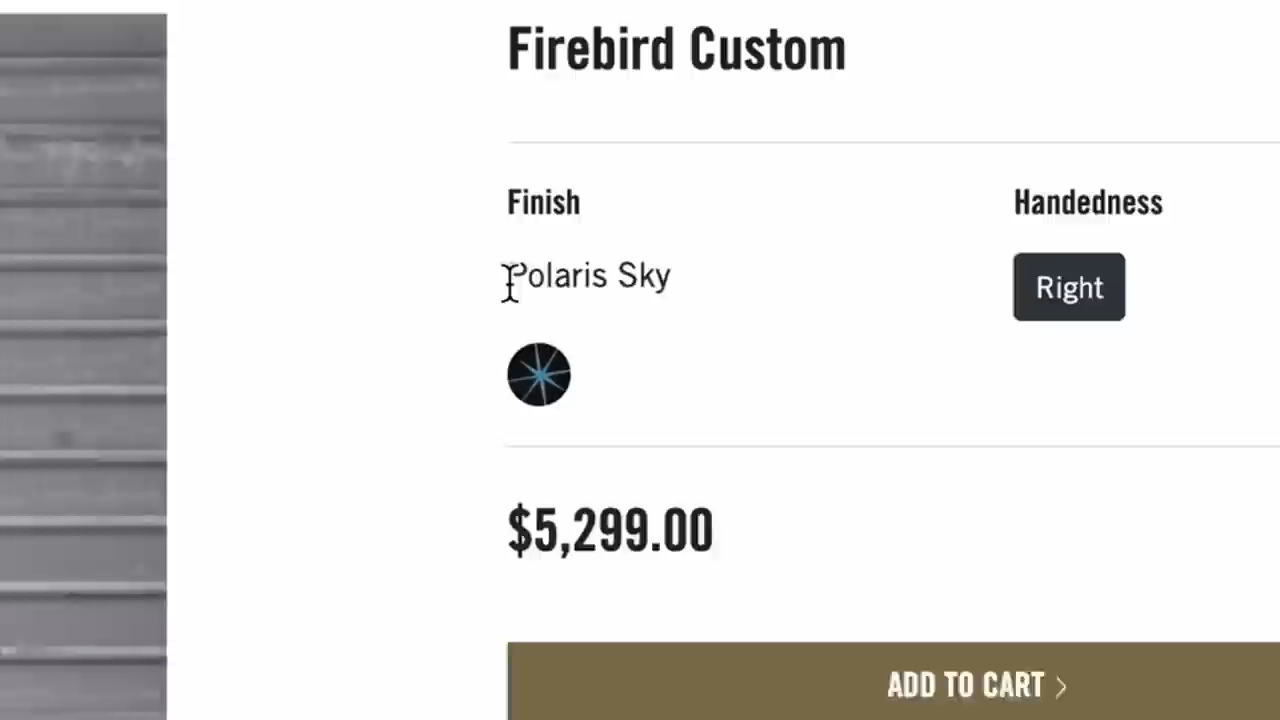 Firebird Custom
Finish
Handedness
Polaris Sky
Right
$5,299.00
ADD TO CART >